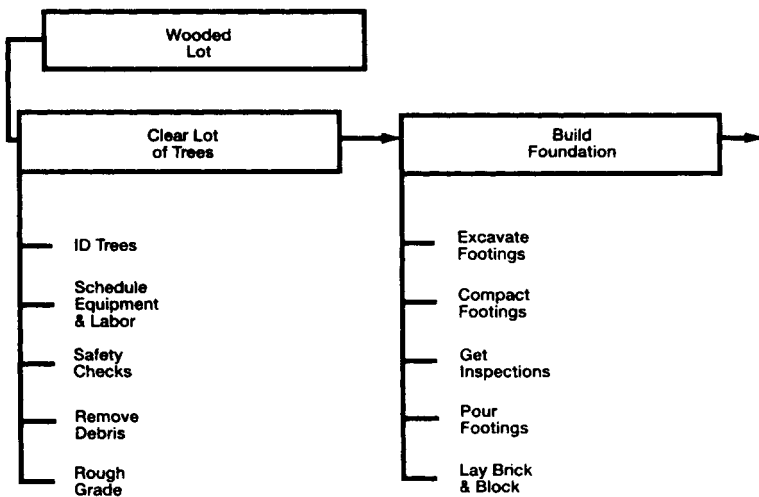 Wooded
Lot
Clear Lot
of Trees
Build
Foundation
ID Trees
Schedule
Equipment
& Labor
Safety
Checks
Remove
Debris
Rough
Grade
Excavate
Footings
Compact
Footings
Get
Inspections
Pour
Footings
Lay Brick
& Block